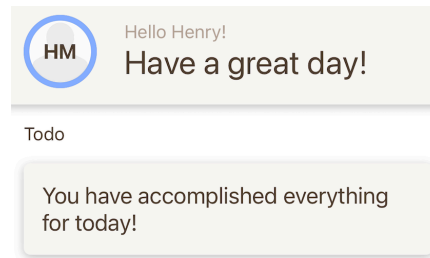 HM
Hello Henry!
Have a great day!
Todo
You have accomplished everything
for today!